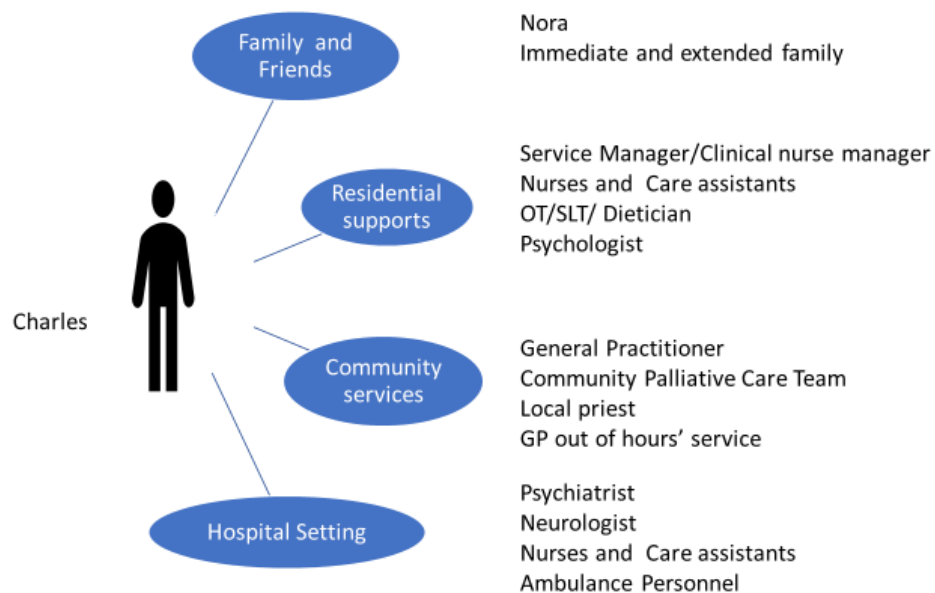 Family and
Friends
Nora
Immediate and extended family
Residential
supports
Service Manager/Clinical nurse manager
Nurses and Care assistants
OT/SLT/ Dietician
Psychologist
Charles
Community
services
General Practitioner
Community Palliative Care Team
Local priest
GP out of hours’ service
Hospital Setting
Psychiatrist
Neurologist
Nurses and Care assistants
Ambulance Personnel